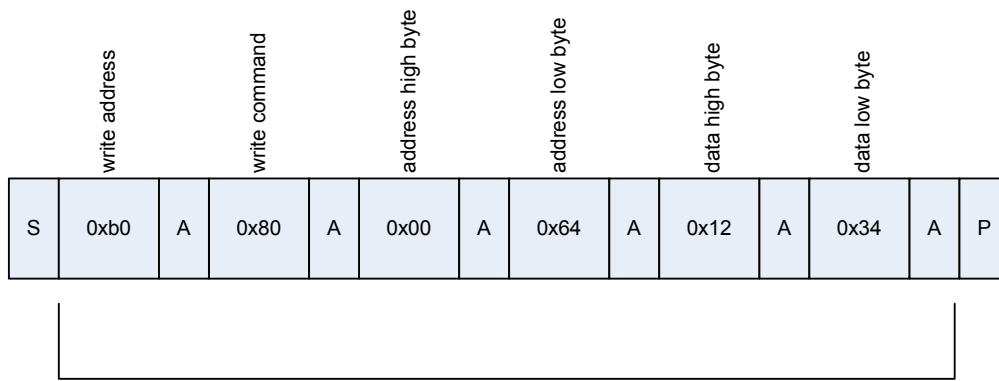 write address
write command
address high byte
address low byte
data high byte
data low byte
S 0xb0 A 0x80 A 0x00 A 0x64 A 0x12 A 0x34 A P